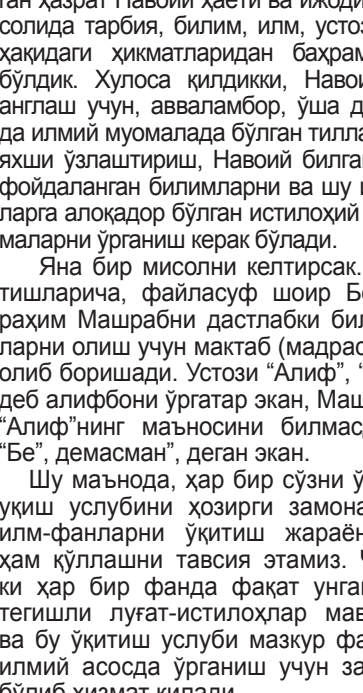 ган ҳазрат Навоий ҳаёти ва ижоди
солида тарбия, билим, илм, устоз
ҳақидаги ҳикматларидан баҳрам
бўлдик. Хулоса қилдикки, Навои
англаш учун, авваламбор, ўша д
да илмий муомалада бўлган тилла
яхши ўзлаштириш, Навоий билган
фойдаланган билимларни ва шу
ларга алоқадор бўлган истилоҳий
маларни ўрганиш керак бўлади.
Яна бир мисолни келтирсак.
тишларича, файласуф шоир Бо
раҳим Машрабни дастлабки бил
ларни олиш учун мактаб (мадрас
олиб боришади. Устози “Алиф”, “
деб алифбони ўргатар экан, Маш
“Алиф”нинг маъносини билмас
“Бе”, демасман”, деган экан.
Шу маънода, ҳар бир сўзни ў
уқиш услубини ҳозирги замона
илм-фанларни ўқитиш жараён
ҳам қўллашни тавсия этамиз. Ч
ки ҳар бир фанда фақат унга
тегишли луғат-истилоҳлар мав
ва бу ўқитиш услуби мазкур фа
илмий асосда ўрганиш учун за
бўлиб хизмат қилади